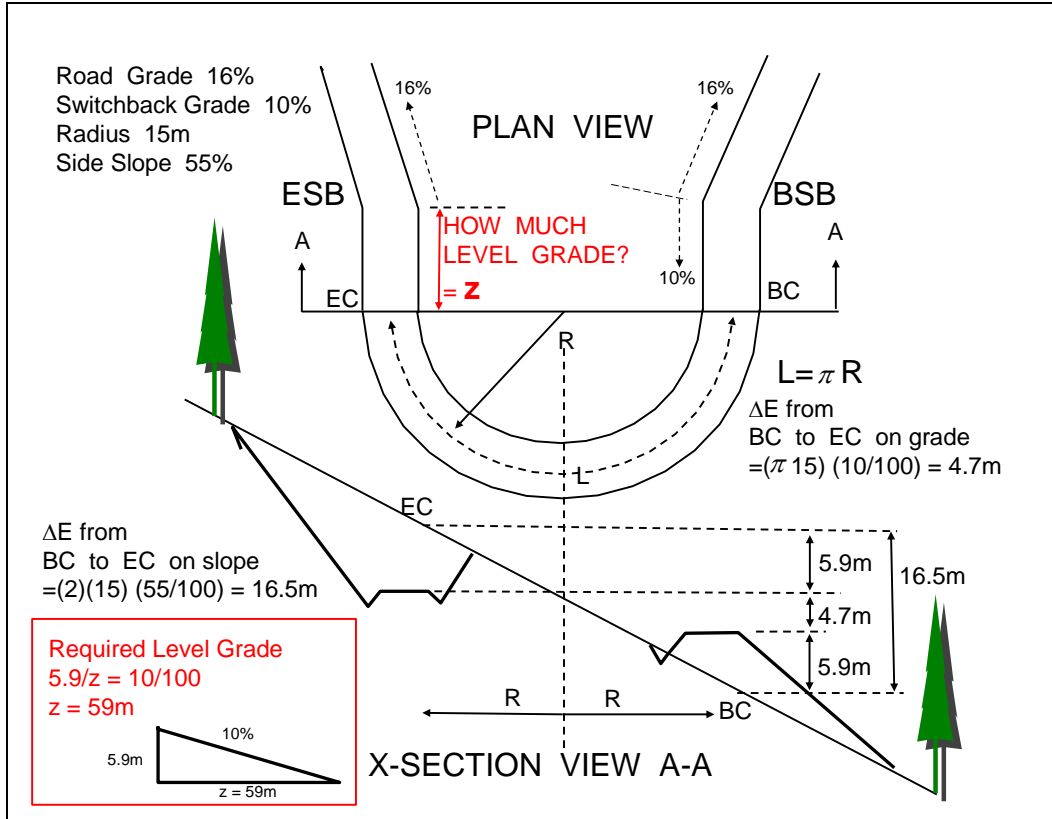 Road Grade 16%
Switchback Grade 10%
Radius 15m
Side Slope 55%
16%
16%
PLAN VIEW
ESB
BSB
HOW MUCH
LEVEL GRADE?
= z
A
A
10%
EC
BC
R
L=π R
ΔE from
BC to EC on grade
=(π 15) (10/100) = 4.7m
L
EC
ΔE from
BC to EC on slope
=(2)(15) (55/100) = 16.5m
5.9m
16.5m
4.7m
5.9m
Required Level Grade
5.9/z = 10/100
z = 59m
10%
5.9m
z = 59m
R
R
BC
X-SECTION VIEW A-A